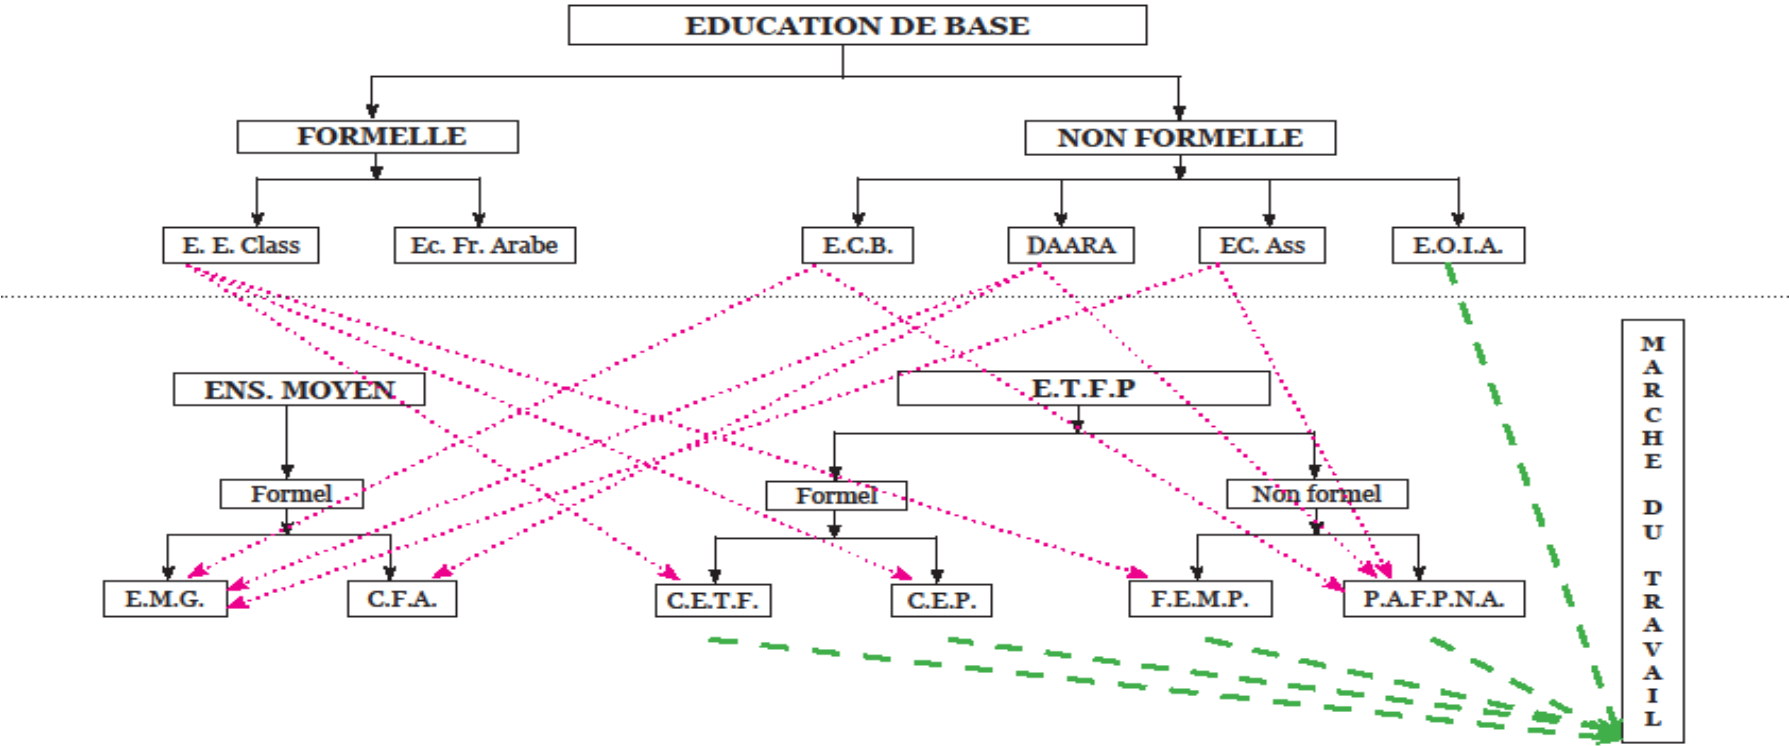 EDUCATION DE BASE
FORMELLE
NON FORMELLE
E. E. Class
Ec. Fr. Arabe
E.C.B.
DAARA
EC. Ass
E.O.I.A.
MARCHE DU TRAVAIL
ENS. MOYEN
E.T.F.P
Formel
Formel
Non formel
E.M.G.
C.F.A.
C.E.T.F.
C.E.P.
F.E.M.P.
P.A.F.P.N.A.